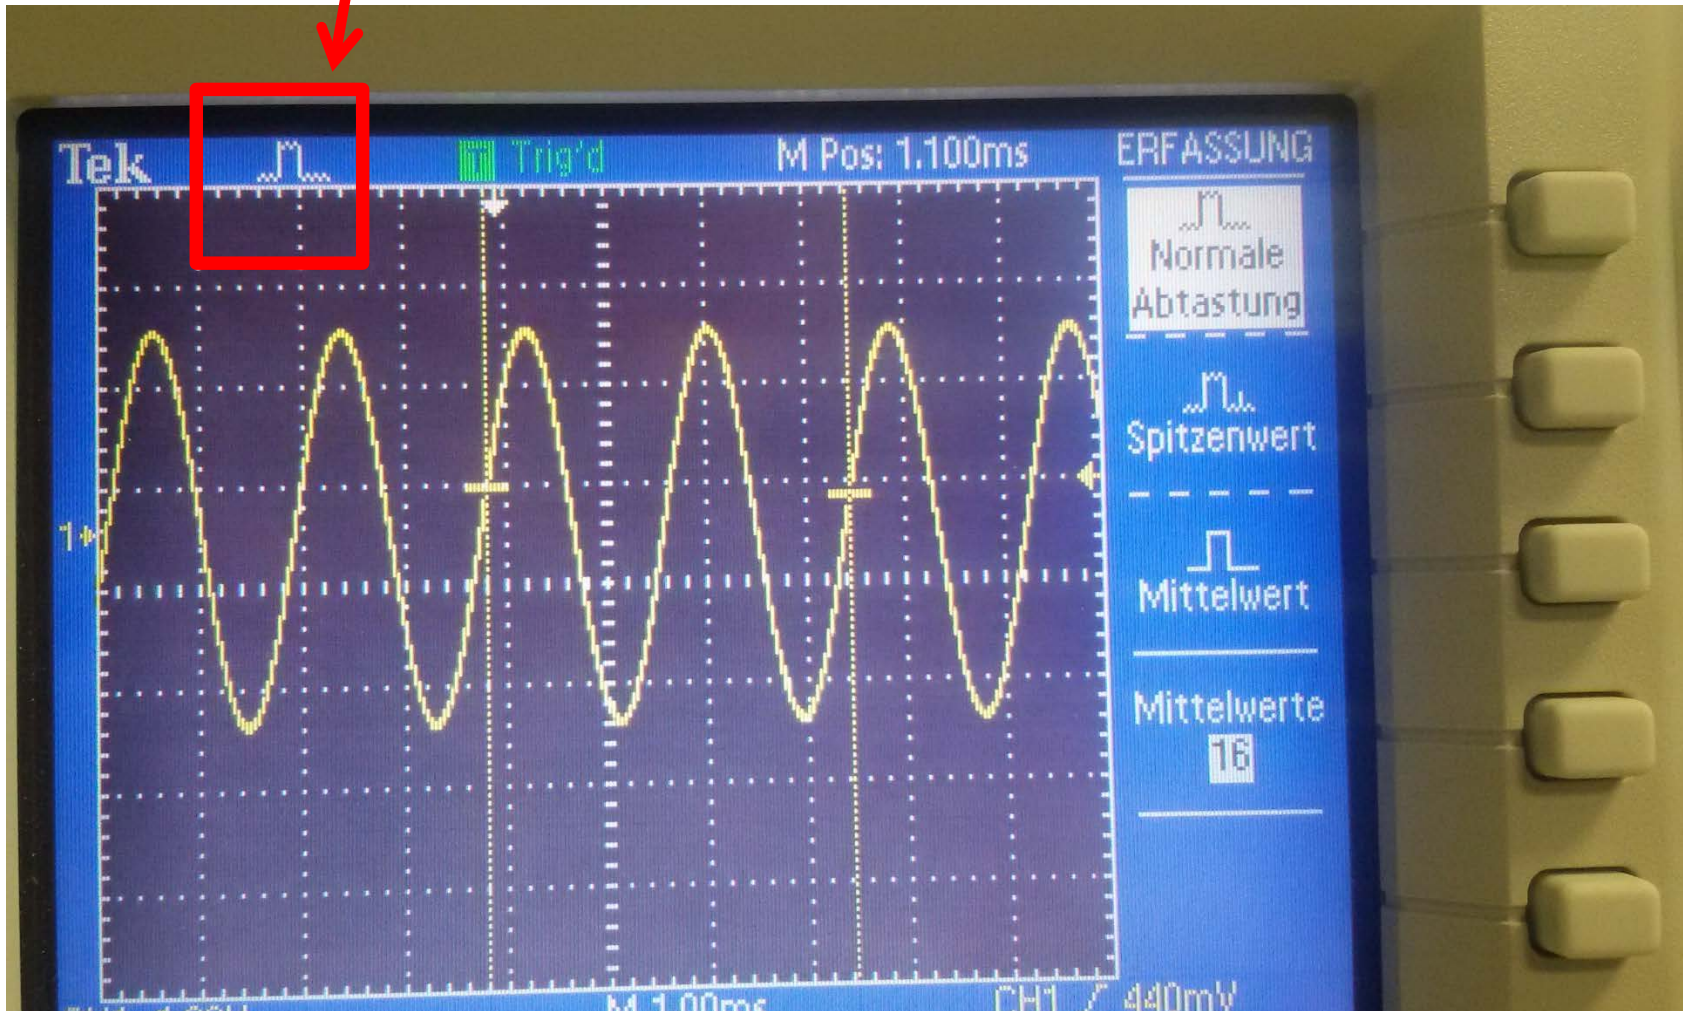 Tek Trig'd M Pos: 1.100ms
ERFASSUNG
Normale
Abtastung
Spitzenwert
1
Mittelwert
Mittelwerte
16
M 1.00ms CH1 / 440mV